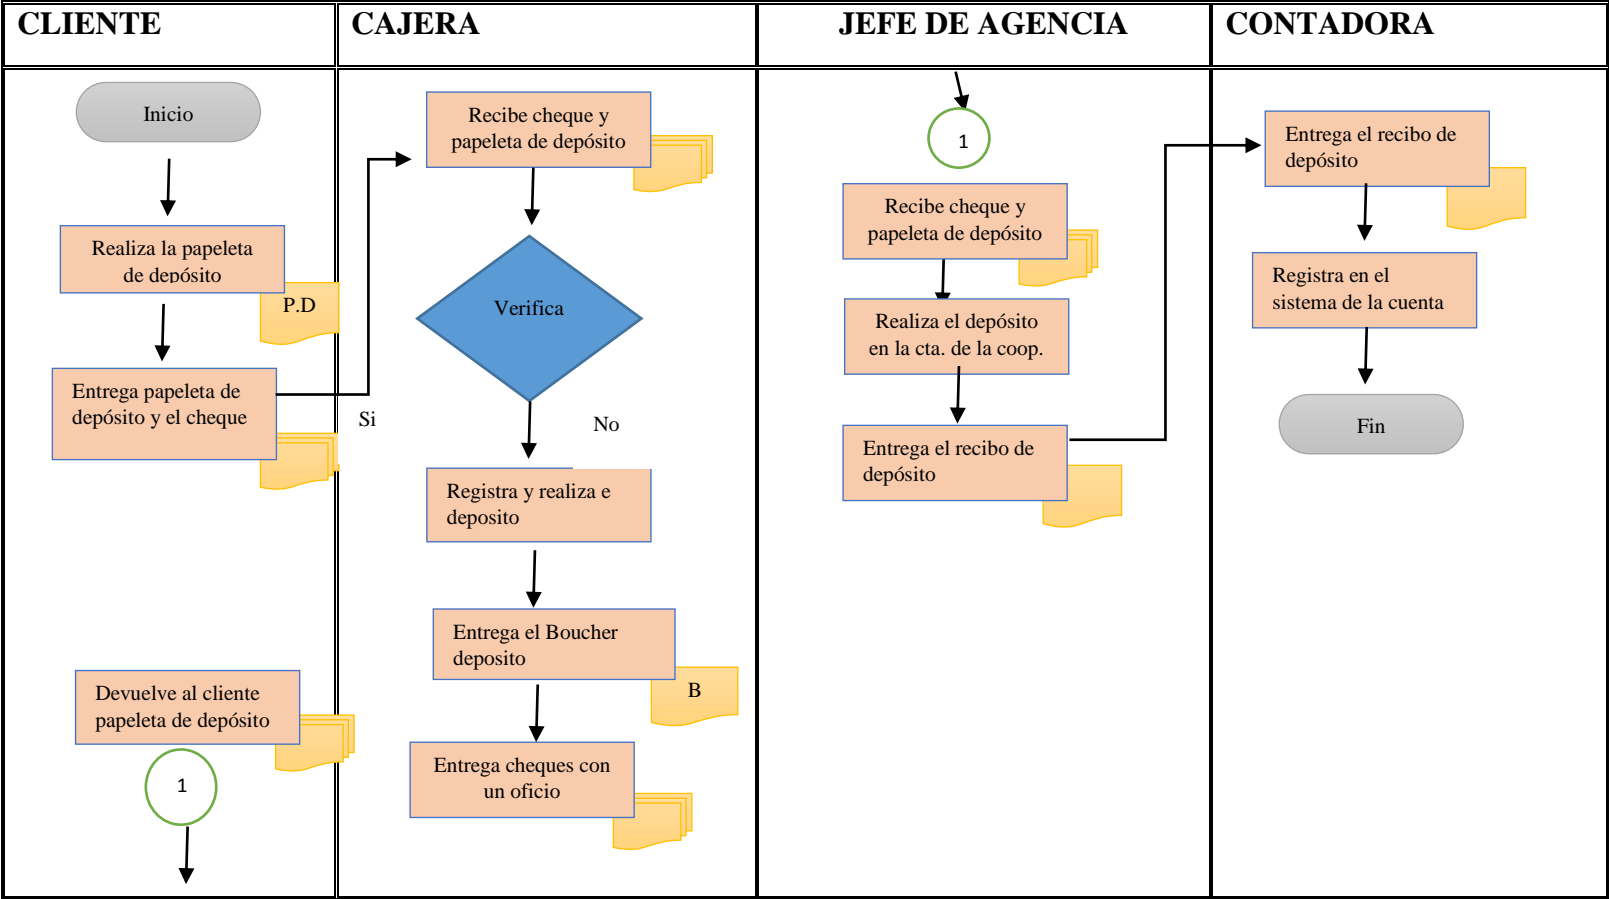 CLIENTE
CAJERA
JEFE DE AGENCIA
CONTADORA
Inicio
Realiza la papeleta
de depósito
P.D
Entrega papeleta de
depósito y el cheque
Devuelve al cliente
papeleta de depósito
1
Recibe cheque y
papeleta de depósito
Verifica
Si
No
Registra y realiza e
deposito
Entrega el Boucher
deposito
B
Entrega cheques con
un oficio
1
Recibe cheque y
papeleta de depósito
Realiza el depósito
en la cta. de la coop.
Entrega el recibo de
depósito
Entrega el recibo de
depósito
Registra en el
sistema de la cuenta
Fin